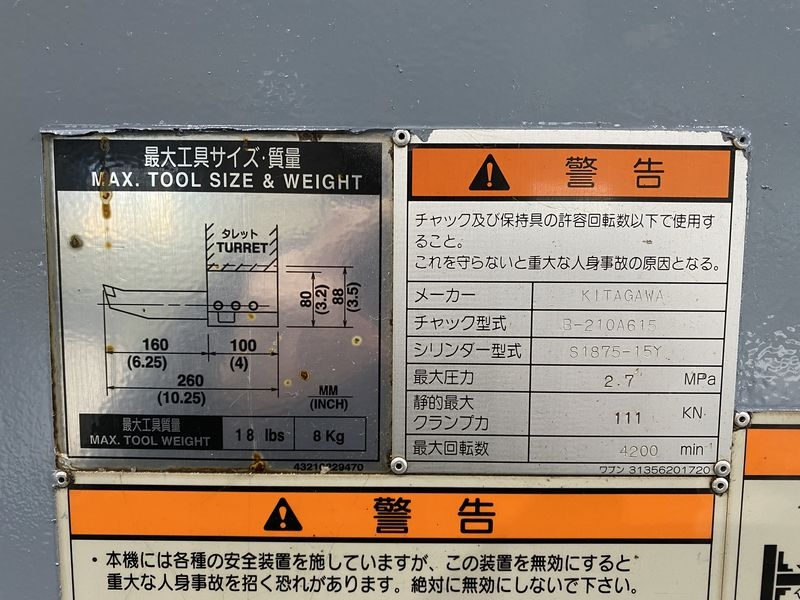 最大工具サイズ・質量
MAX. TOOL SIZE & WEIGHT
タレット
TURRET
80
(3.2)
88
(3.5)
160
(6.25)
100
(4)
260
(10.25)
MM
(INCH)
最大工具質量
MAX. TOOL WEIGHT
18 lbs
8 Kg
43210229470
警告
チャック及び保持具の許容回転数以下で使用す
ること。
これを守らないと重大な人身事故の原因となる。
メーカー KITAGAWA
チャック型式 B-210A615
シリンダー型式 S1875-15Y
最大圧力 2.7 MPa
静的最大
クランプ力 111 KN
最大回転数 4200 min⁻¹
ワブン 31356201720
警告
・本機には各種の安全装置を施していますが、この装置を無効にすると
重大な人身事故を招く恐れがあります。絶対に無効にしないで下さい。